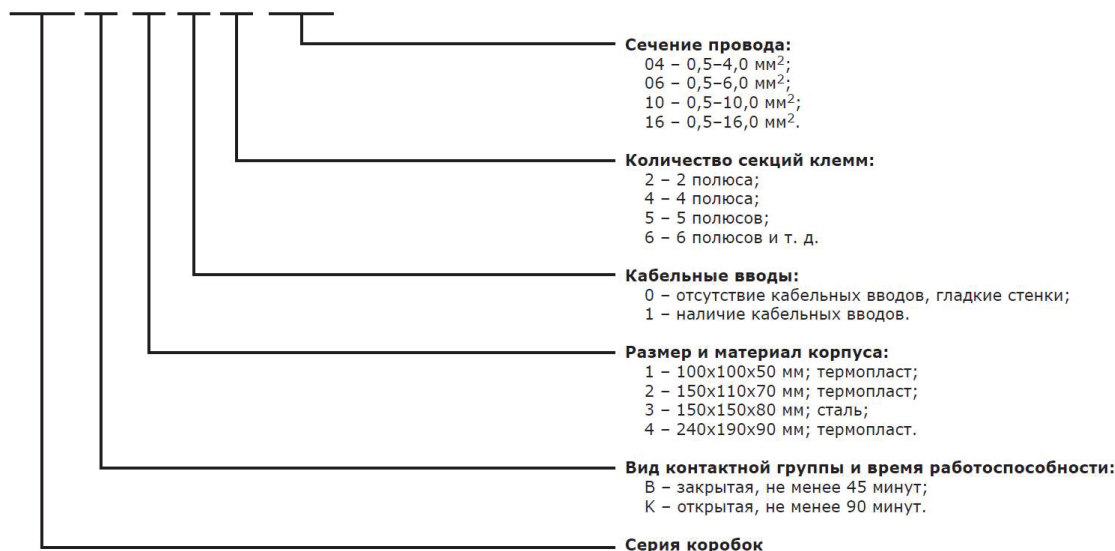 Сечение провода:
04 – 0,5–4,0 мм²;
06 – 0,5–6,0 мм²;
10 – 0,5–10,0 мм²;
16 – 0,5–16,0 мм².
Количество секций клемм:
2 – 2 полюса;
4 – 4 полюса;
5 – 5 полюсов;
6 – 6 полюсов и т. д.
Кабельные вводы:
0 – отсутствие кабельных вводов, гладкие стенки;
1 – наличие кабельных вводов.
Размер и материал корпуса:
1 – 100х100х50 мм; термопласт;
2 – 150х110х70 мм; термопласт;
3 – 150х150х80 мм; сталь;
4 – 240х190х90 мм; термопласт.
Вид контактной группы и время работоспособности:
В – закрытая, не менее 45 минут;
К – открытая, не менее 90 минут.
Серия коробок